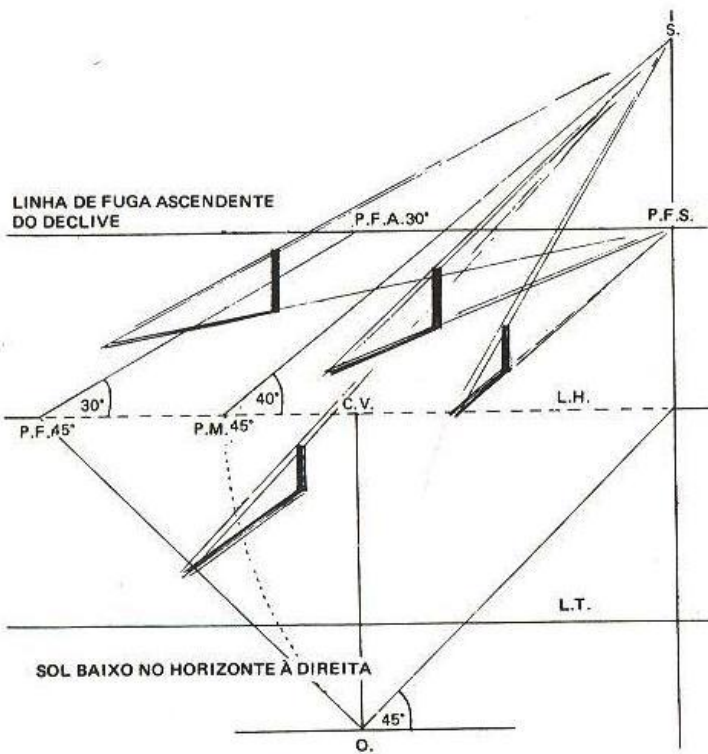 I
S.
LINHA DE FUGA ASCENDENTE
DO DECLIVE
P.F.A.30°
P.F.S.
30°
40°
C.V.
L.H.
P.F.45°
P.M.45°
L.T.
SOL BAIXO NO HORIZONTE À DIREITA
45°
O.